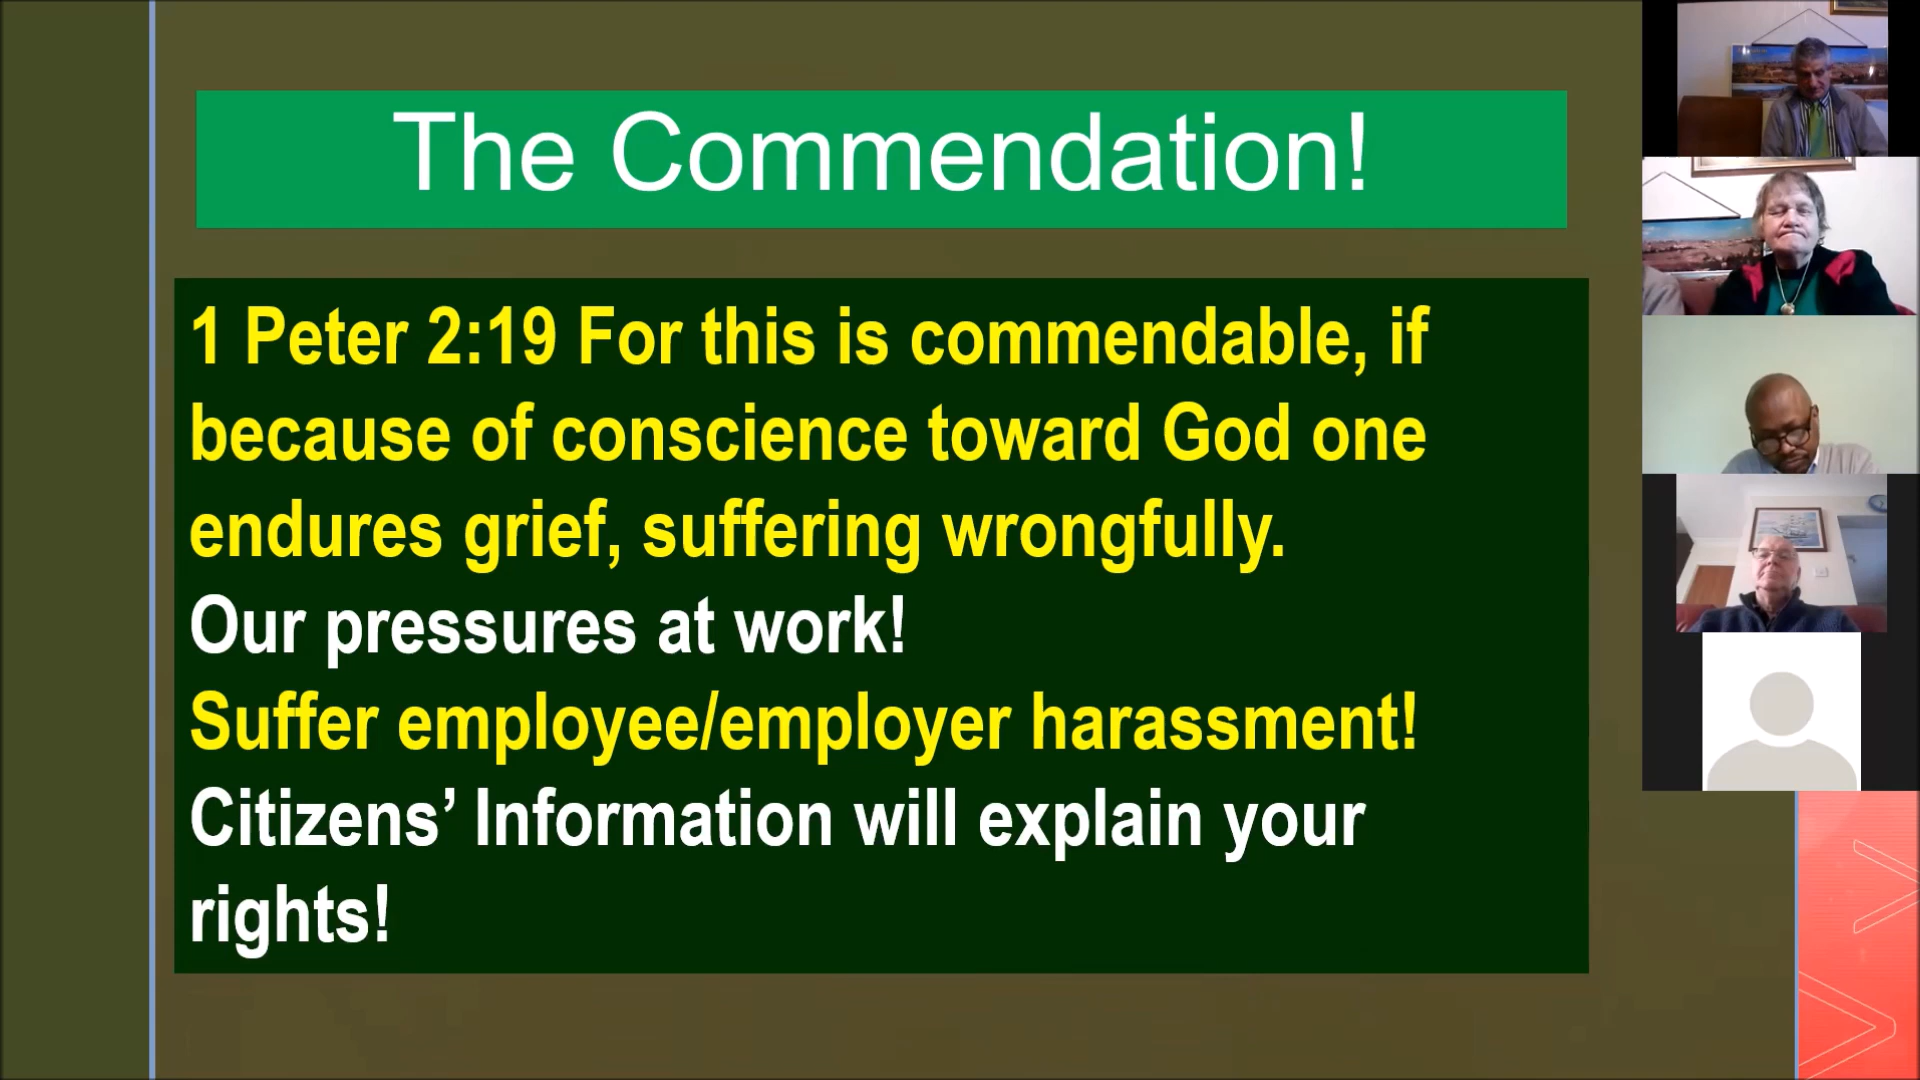 The Commendation!
1 Peter 2:19 For this is commendable, if
because of conscience toward God one
endures grief, suffering wrongfully.
Our pressures at work!
Suffer employee/employer harassment!
Citizens’ Information will explain your
rights!